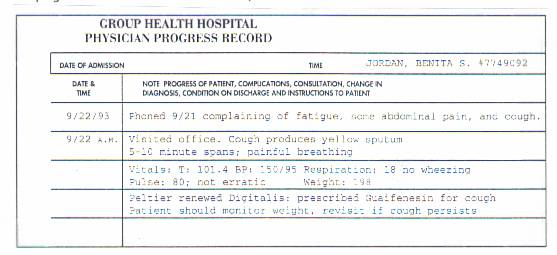 GROUP HEALTH HOSPITAL
PHYSICIAN PROGRESS RECORD
DATE OF ADMISSION TIME JORDAN, BENITA S. #7749092
DATE & TIME
NOTE PROGRESS OF PATIENT, COMPLICATIONS, CONSULTATION, CHANGE IN
DIAGNOSIS, CONDITION ON DISCHARGE AND INSTRUCTIONS TO PATIENT
9/22/93 Phoned 9/21 complaining of fatigue, some abdominal pain, and cough.
9/22 A.M. Visited office. Cough produces yellow sputum
5-10 minute spans; painful breathing
Vitals: T: 101.4 BP: 150/95 Respiration: 18 no wheezing
Pulse: 80; not erratic Weight: 198
Peltier renewed Digitalis: prescribed Guaifenesin for cough
Patient should monitor weight, revisit if cough persists